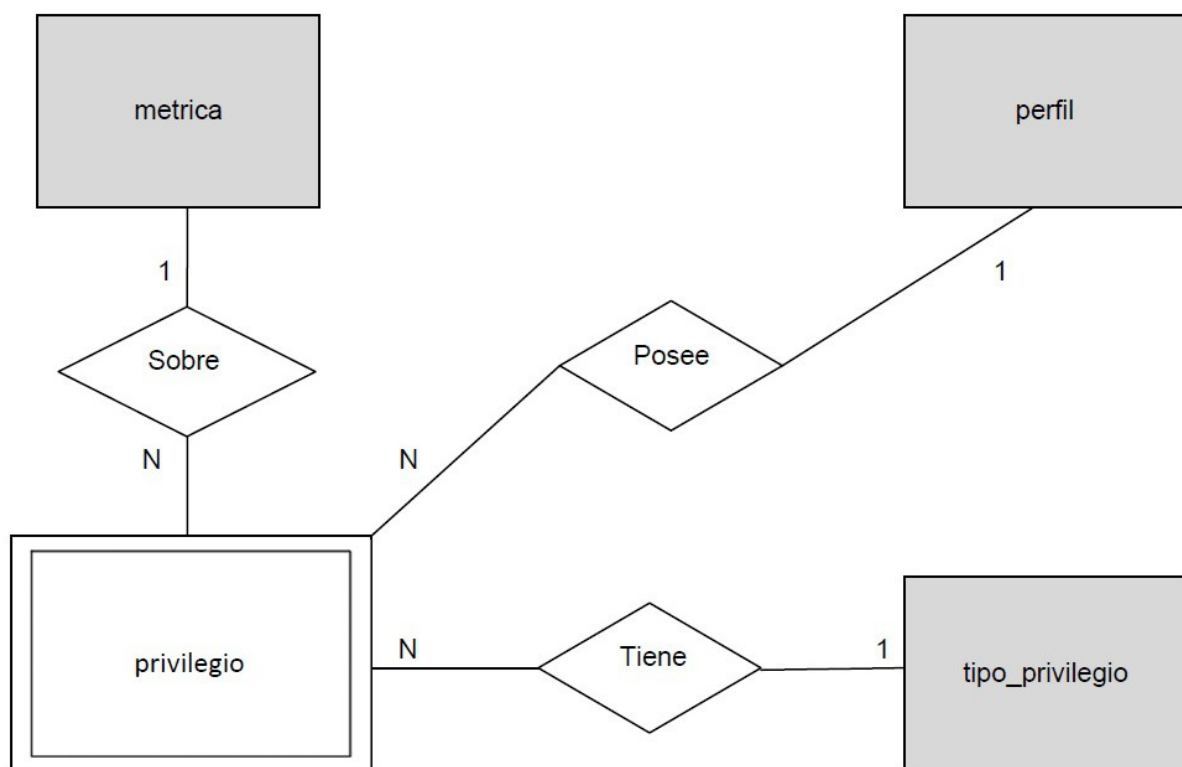 metrica
perfil
1
1
Sobre
Posee
N
N
privilegio
N
Tiene
1
tipo_privilegio